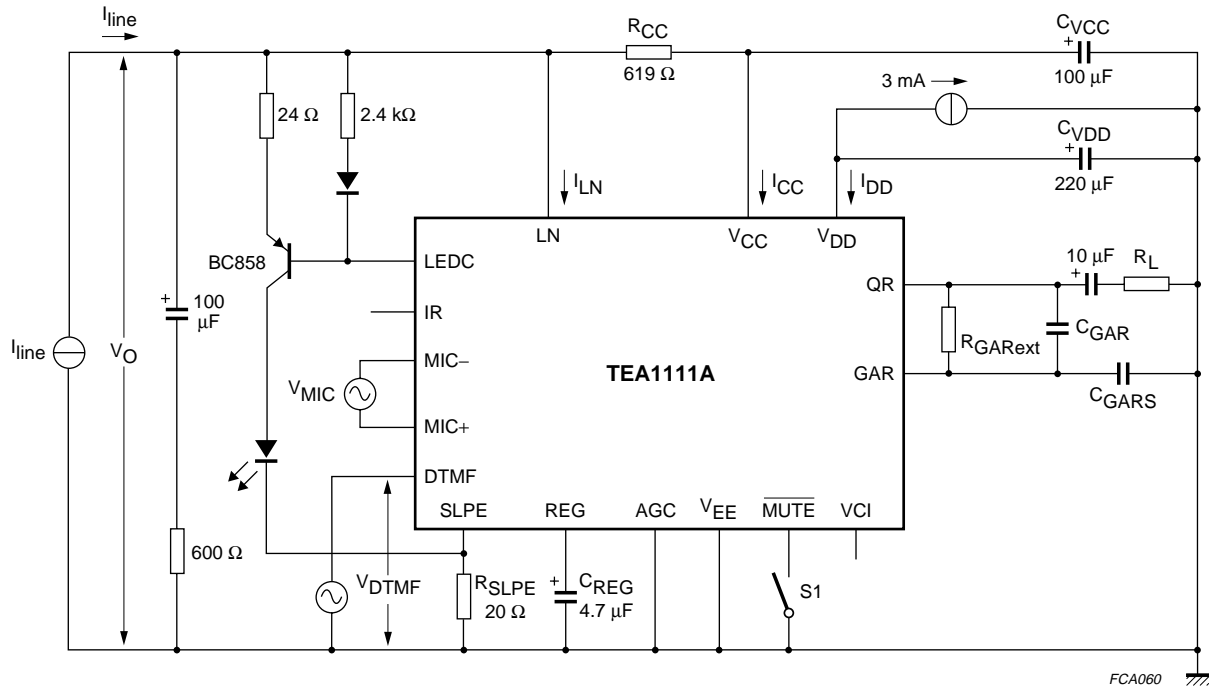 Iline
RCC
619 Ω
CVCC
+
100 µF
3 mA
24 Ω
2.4 kΩ
CVDD
+
220 µF
ILN
ICC
IDD
LN
VCC
VDD
BC858
LEDC
10 µF
+
RL
QR
+
100
µF
IR
Iline
VO
RGARext
CGAR
MIC−
VMIC
TEA1111A
GAR
CGARS
MIC+
DTMF
SLPE
REG
AGC
VEE
MUTE
VCI
600 Ω
VDTMF
RSLPE
20 Ω
+
CREG
4.7 µF
S1
FCA060